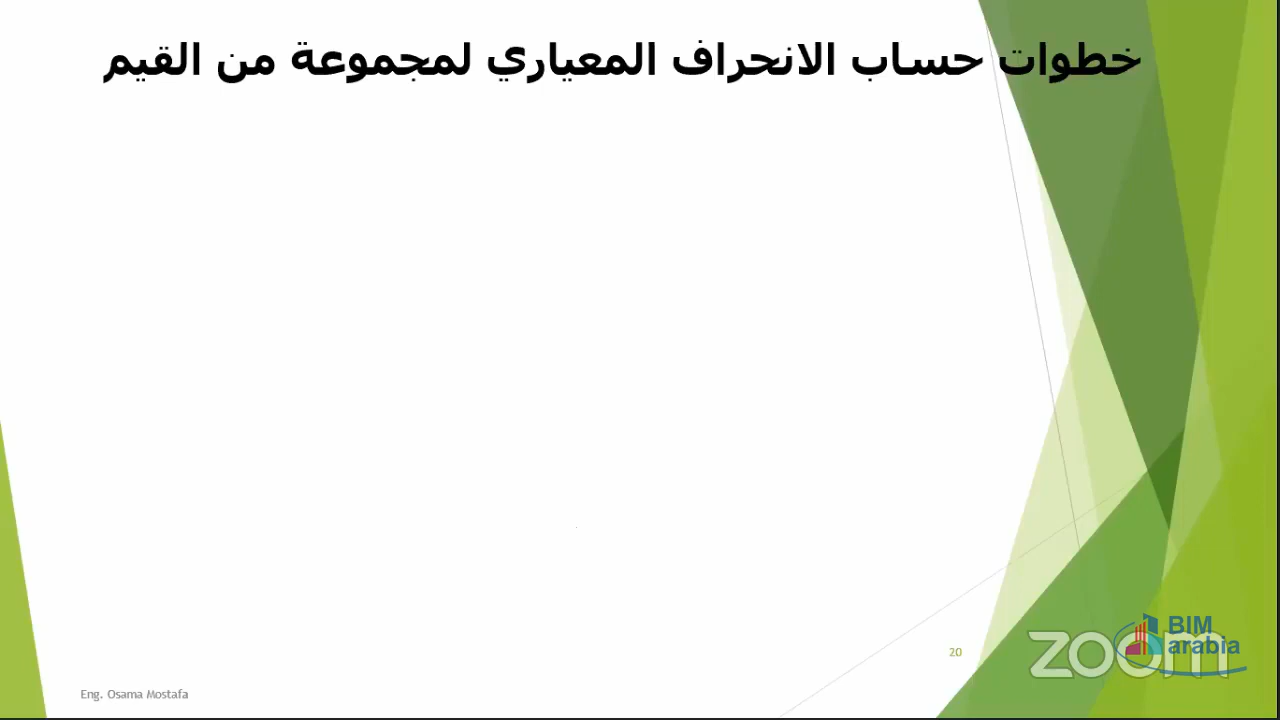 خطوات حساب الانحراف المعياري لمجموعة من القيم
20
BIM
arabia
zoom
Eng. Osama Mostafa